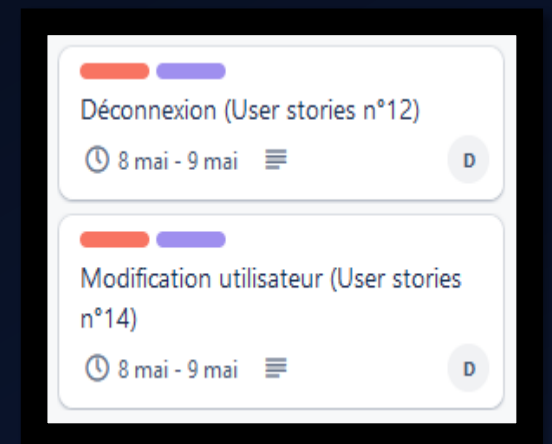 Déconnexion (User stories n°12)
8 mai - 9 mai
D
Modification utilisateur (User stories
n°14)
8 mai - 9 mai
D